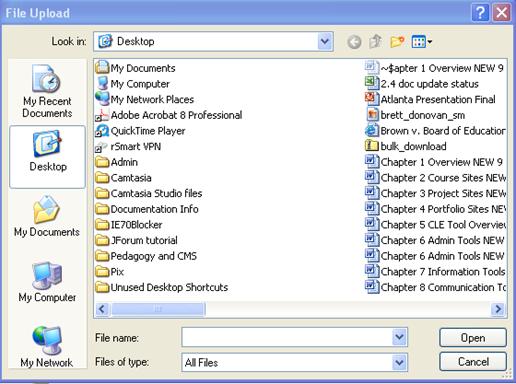 File Upload
Look in:
Desktop
My Recent
Documents
Desktop
My Documents
My Computer
My Network
My Documents
My Computer
My Network Places
Adobe Acrobat 8 Professional
QuickTime Player
rSmart VPN
Admin
Camtasia
Camtasia Studio files
Documentation Info
IE70Blocker
JForum tutorial
Pedagogy and CMS
Pix
Unused Desktop Shortcuts
~$apter 1 Overview NEW 9
2.4 doc update status
Atlanta Presentation Final
brett_donovan_sm
Brown v. Board of Education
bulk_download
Chapter 1 Overview NEW 9
Chapter 2 Course Sites NEW
Chapter 3 Project Sites NEW
Chapter 4 Portfolio Sites NEW
Chapter 5 CLE Tool Overview
Chapter 6 Admin Tools NEW
Chapter 6 Admin Tools NEW
Chapter 7 Information Tools
Chapter 8 Communication To
File name:
Open
Files of type:
All Files
Cancel